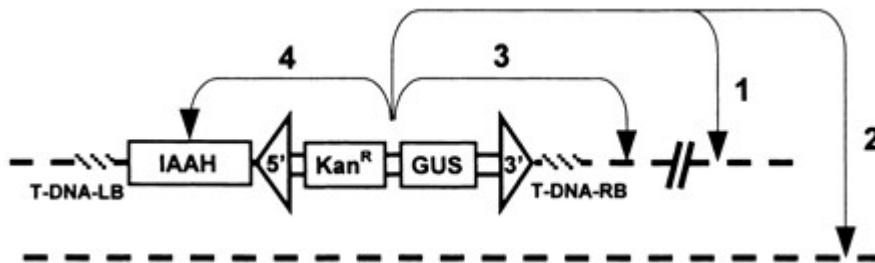 4 3
1
2
IAAH 5' Kan^R GUS 3'
T-DNA-LB T-DNA-RB